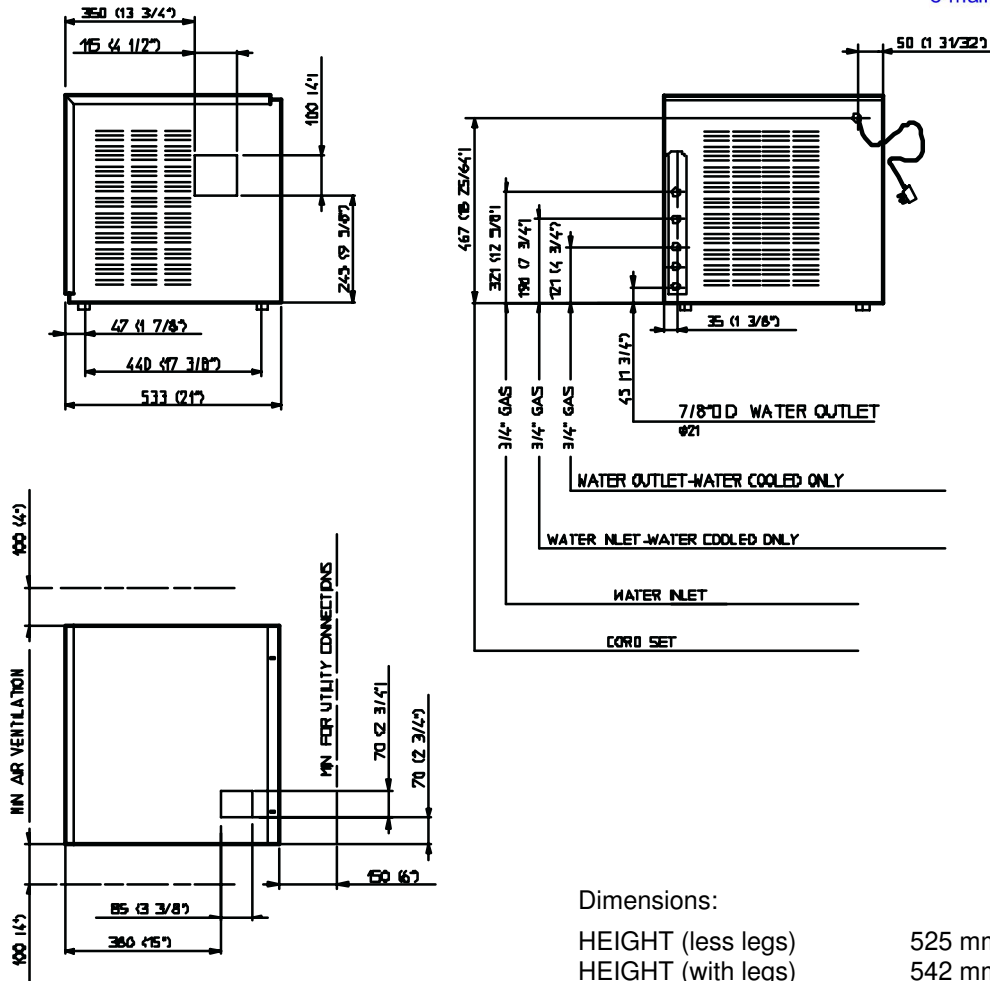 350 (13 3/4")
115 (4 1/2")
100 (4")
245 (9 5/8")
47 (1 7/8")
440 (17 3/8")
533 (21")
50 (1 31/32")
467 (18 25/64")
321 (12 5/8")
198 (7 3/4")
121 (4 3/4")
45 (1 3/4")
35 (1 3/8")
3/4" GAS
3/4" GAS
3/4" GAS
7/8" O D WATER OUTLET
φ21
WATER OUTLET-WATER COOLED ONLY
WATER INLET-WATER COOLED ONLY
WATER INLET
CORD SET
100 (4")
MIN AIR VENTILATION
100 (4")
MIN FOR UTILITY CONNECTIONS
70 (2 3/4")
70 (2 3/4")
150 (6")
85 (3 3/8")
380 (15")
Dimensions:
HEIGHT (less legs) 525 mm
HEIGHT (with legs) 542 mm